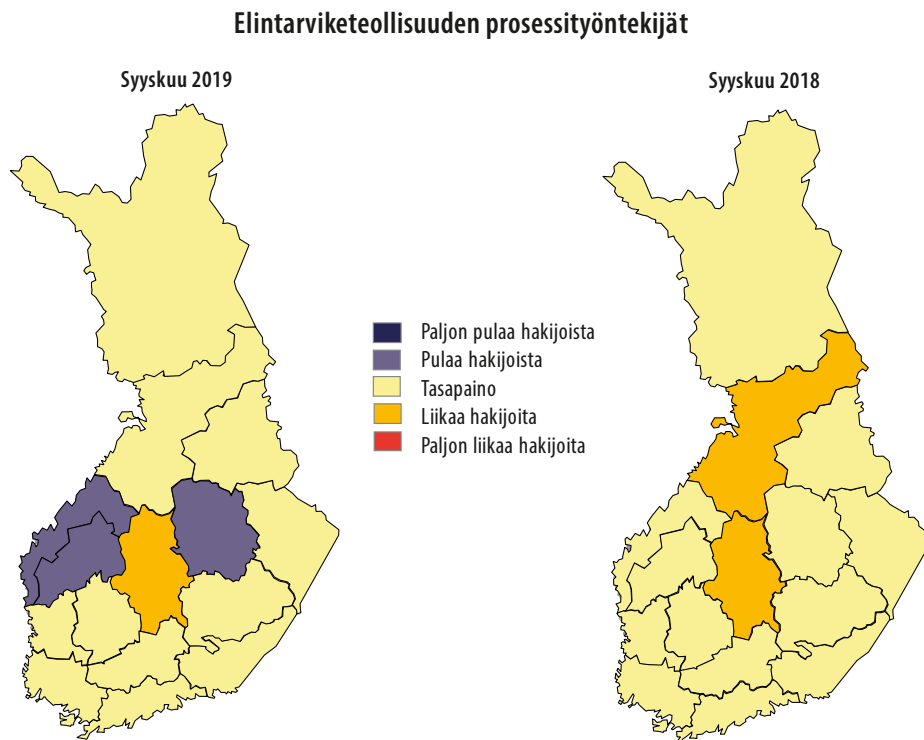 Elintarviketeollisuuden prosessityöntekijät
Syyskuu 2019
Syyskuu 2018
Paljon pulaa hakijoista
Pulaa hakijoista
Tasapaino
Liikaa hakijoita
Paljon liikaa hakijoita